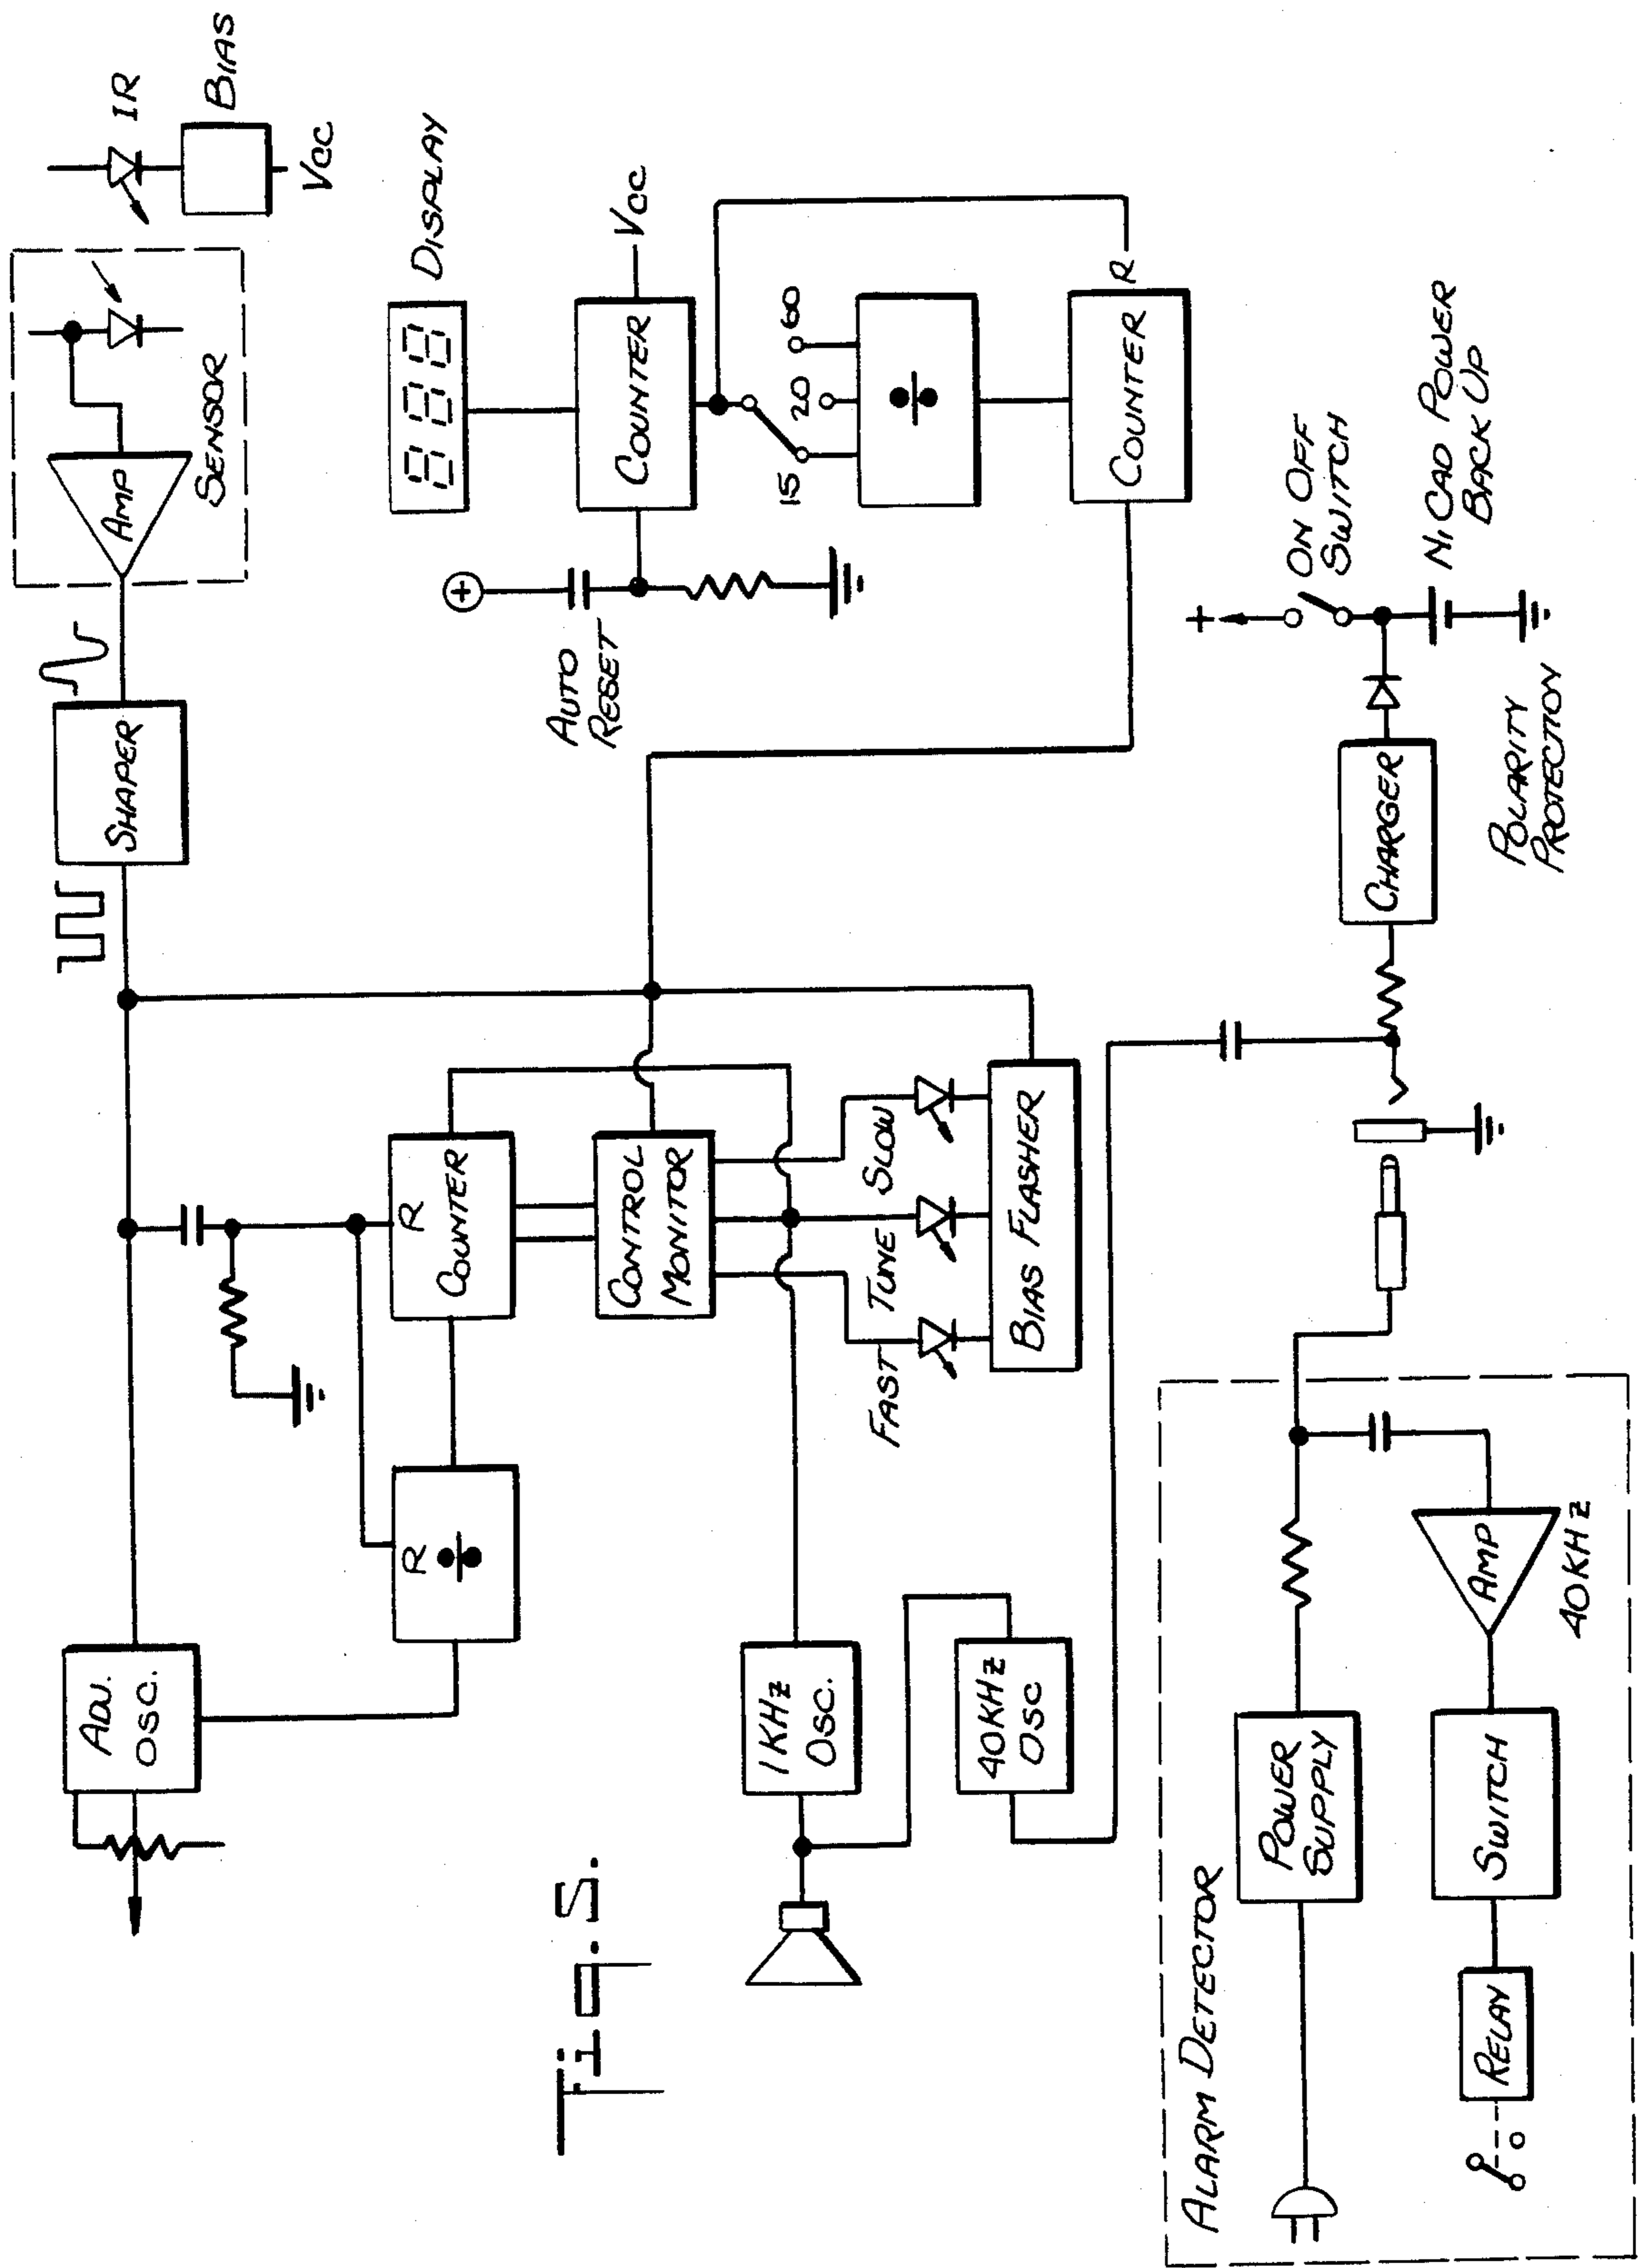 ADJ.
OSC.
SHAPER
AMP
SENSOR
IR
BIAS
Vcc
R
÷
R
COUNTER
CONTROL
MONITOR
FAST
TUNE
SLOW
BIAS FLASHER
AUTO
RESET
DISPLAY
COUNTER
Vcc
15
20
60
÷
COUNTER
R
1KHz
OSC.
40KHz
OSC
Fig. 5.
ALARM DETECTOR
POWER
SUPPLY
RELAY
SWITCH
AMP
40KHz
CHARGER
POLARITY
PROTECTION
+
ON OFF
SWITCH
NICAD POWER
BACK UP